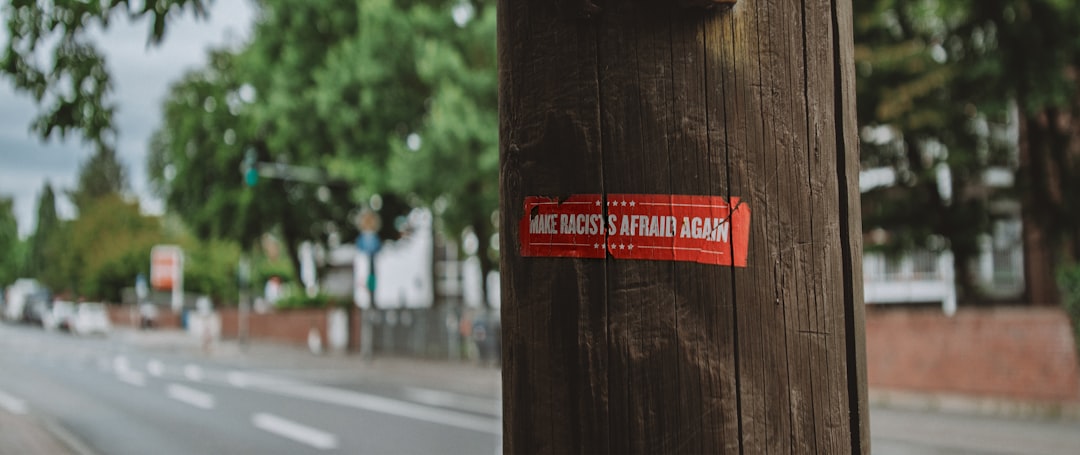 MAKE RACISTS AFRAID AGAIN